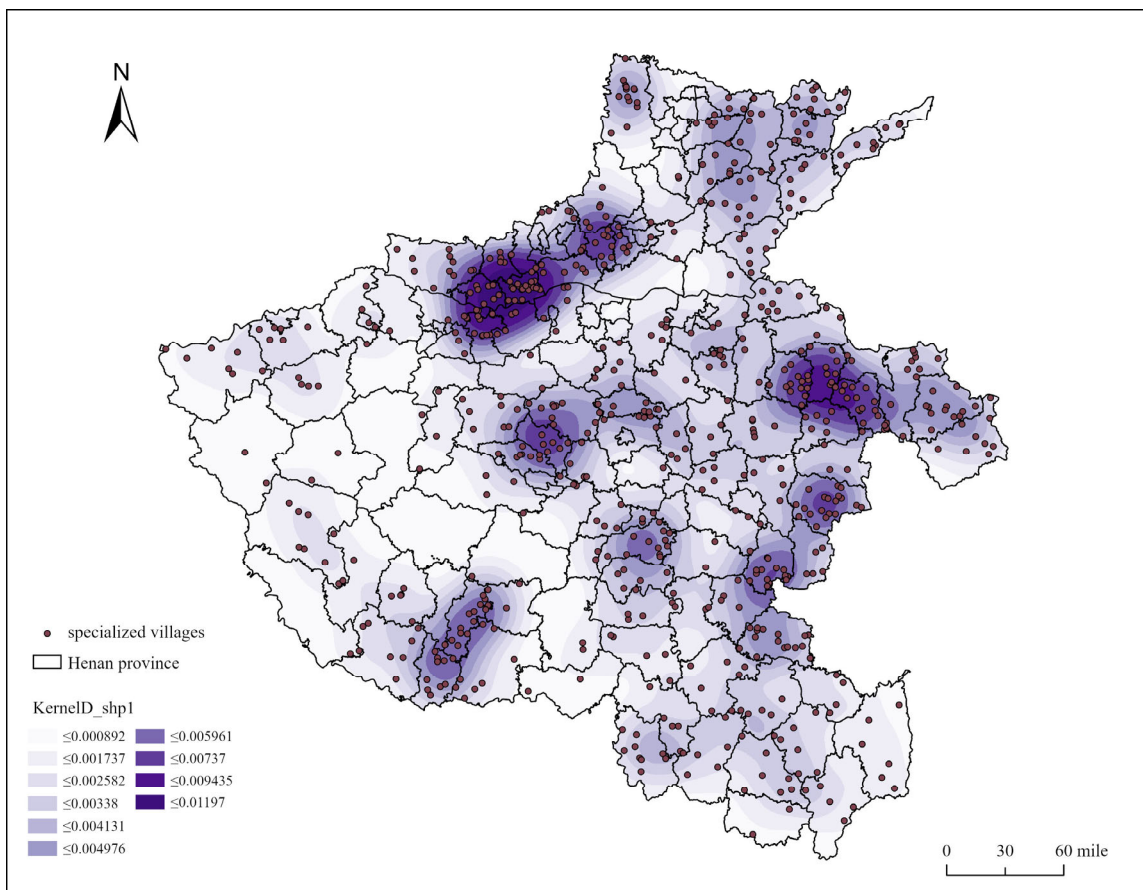 N
specialized villages
Henan province
KernelD_shp1
≤0.000892 ≤0.005961
≤0.001737 ≤0.00737
≤0.002582 ≤0.009435
≤0.00338 ≤0.01197
≤0.004131
≤0.004976
0 30 60 mile